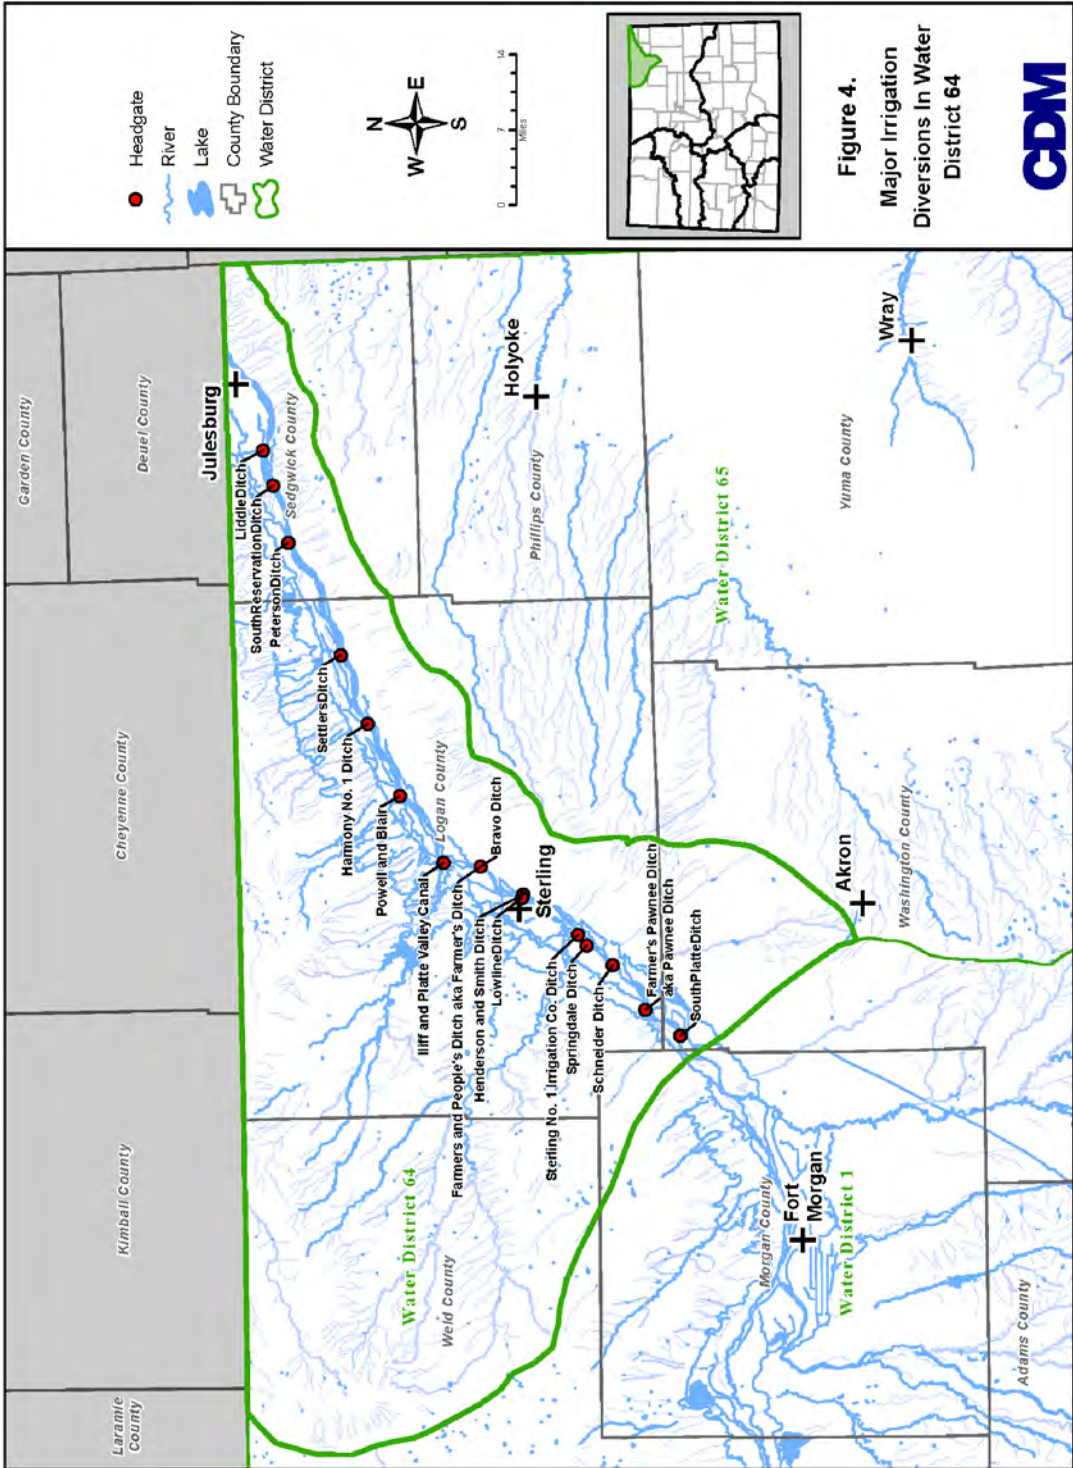 Garden County
Deuel County
Cheyenne County
Kimball County
Laramie
County
Julesburg
LiddleDitch
SouthReservationDitch
PetersonDitch
Sedgwick County
SettlersDitch
Harmony No. 1 Ditch
Powell and Blair
Logan County
Iliff and Platte Valley Canal
Bravo Ditch
Farmers and People's Ditch aka Farmer's Ditch
Henderson and Smith Ditch
LowlineDitch
Sterling
Sterling No. 1 Irrigation Co. Ditch
Springdale Ditch
Schneider Ditch
Farmer's Pawnee Ditch
aka Pawnee Ditch
SouthPlatteDitch
Holyoke
Phillips County
Water District 64
Weld County
Water District 65
Yuma County
Wray
Akron
Washington County
Morgan County
Fort
Morgan
Water District 1
Adams County
Headgate
River
Lake
County Boundary
Water District
N
W
E
S
0
7
14
Miles
Figure 4.
Major Irrigation
Diversions In Water
District 64
CDM